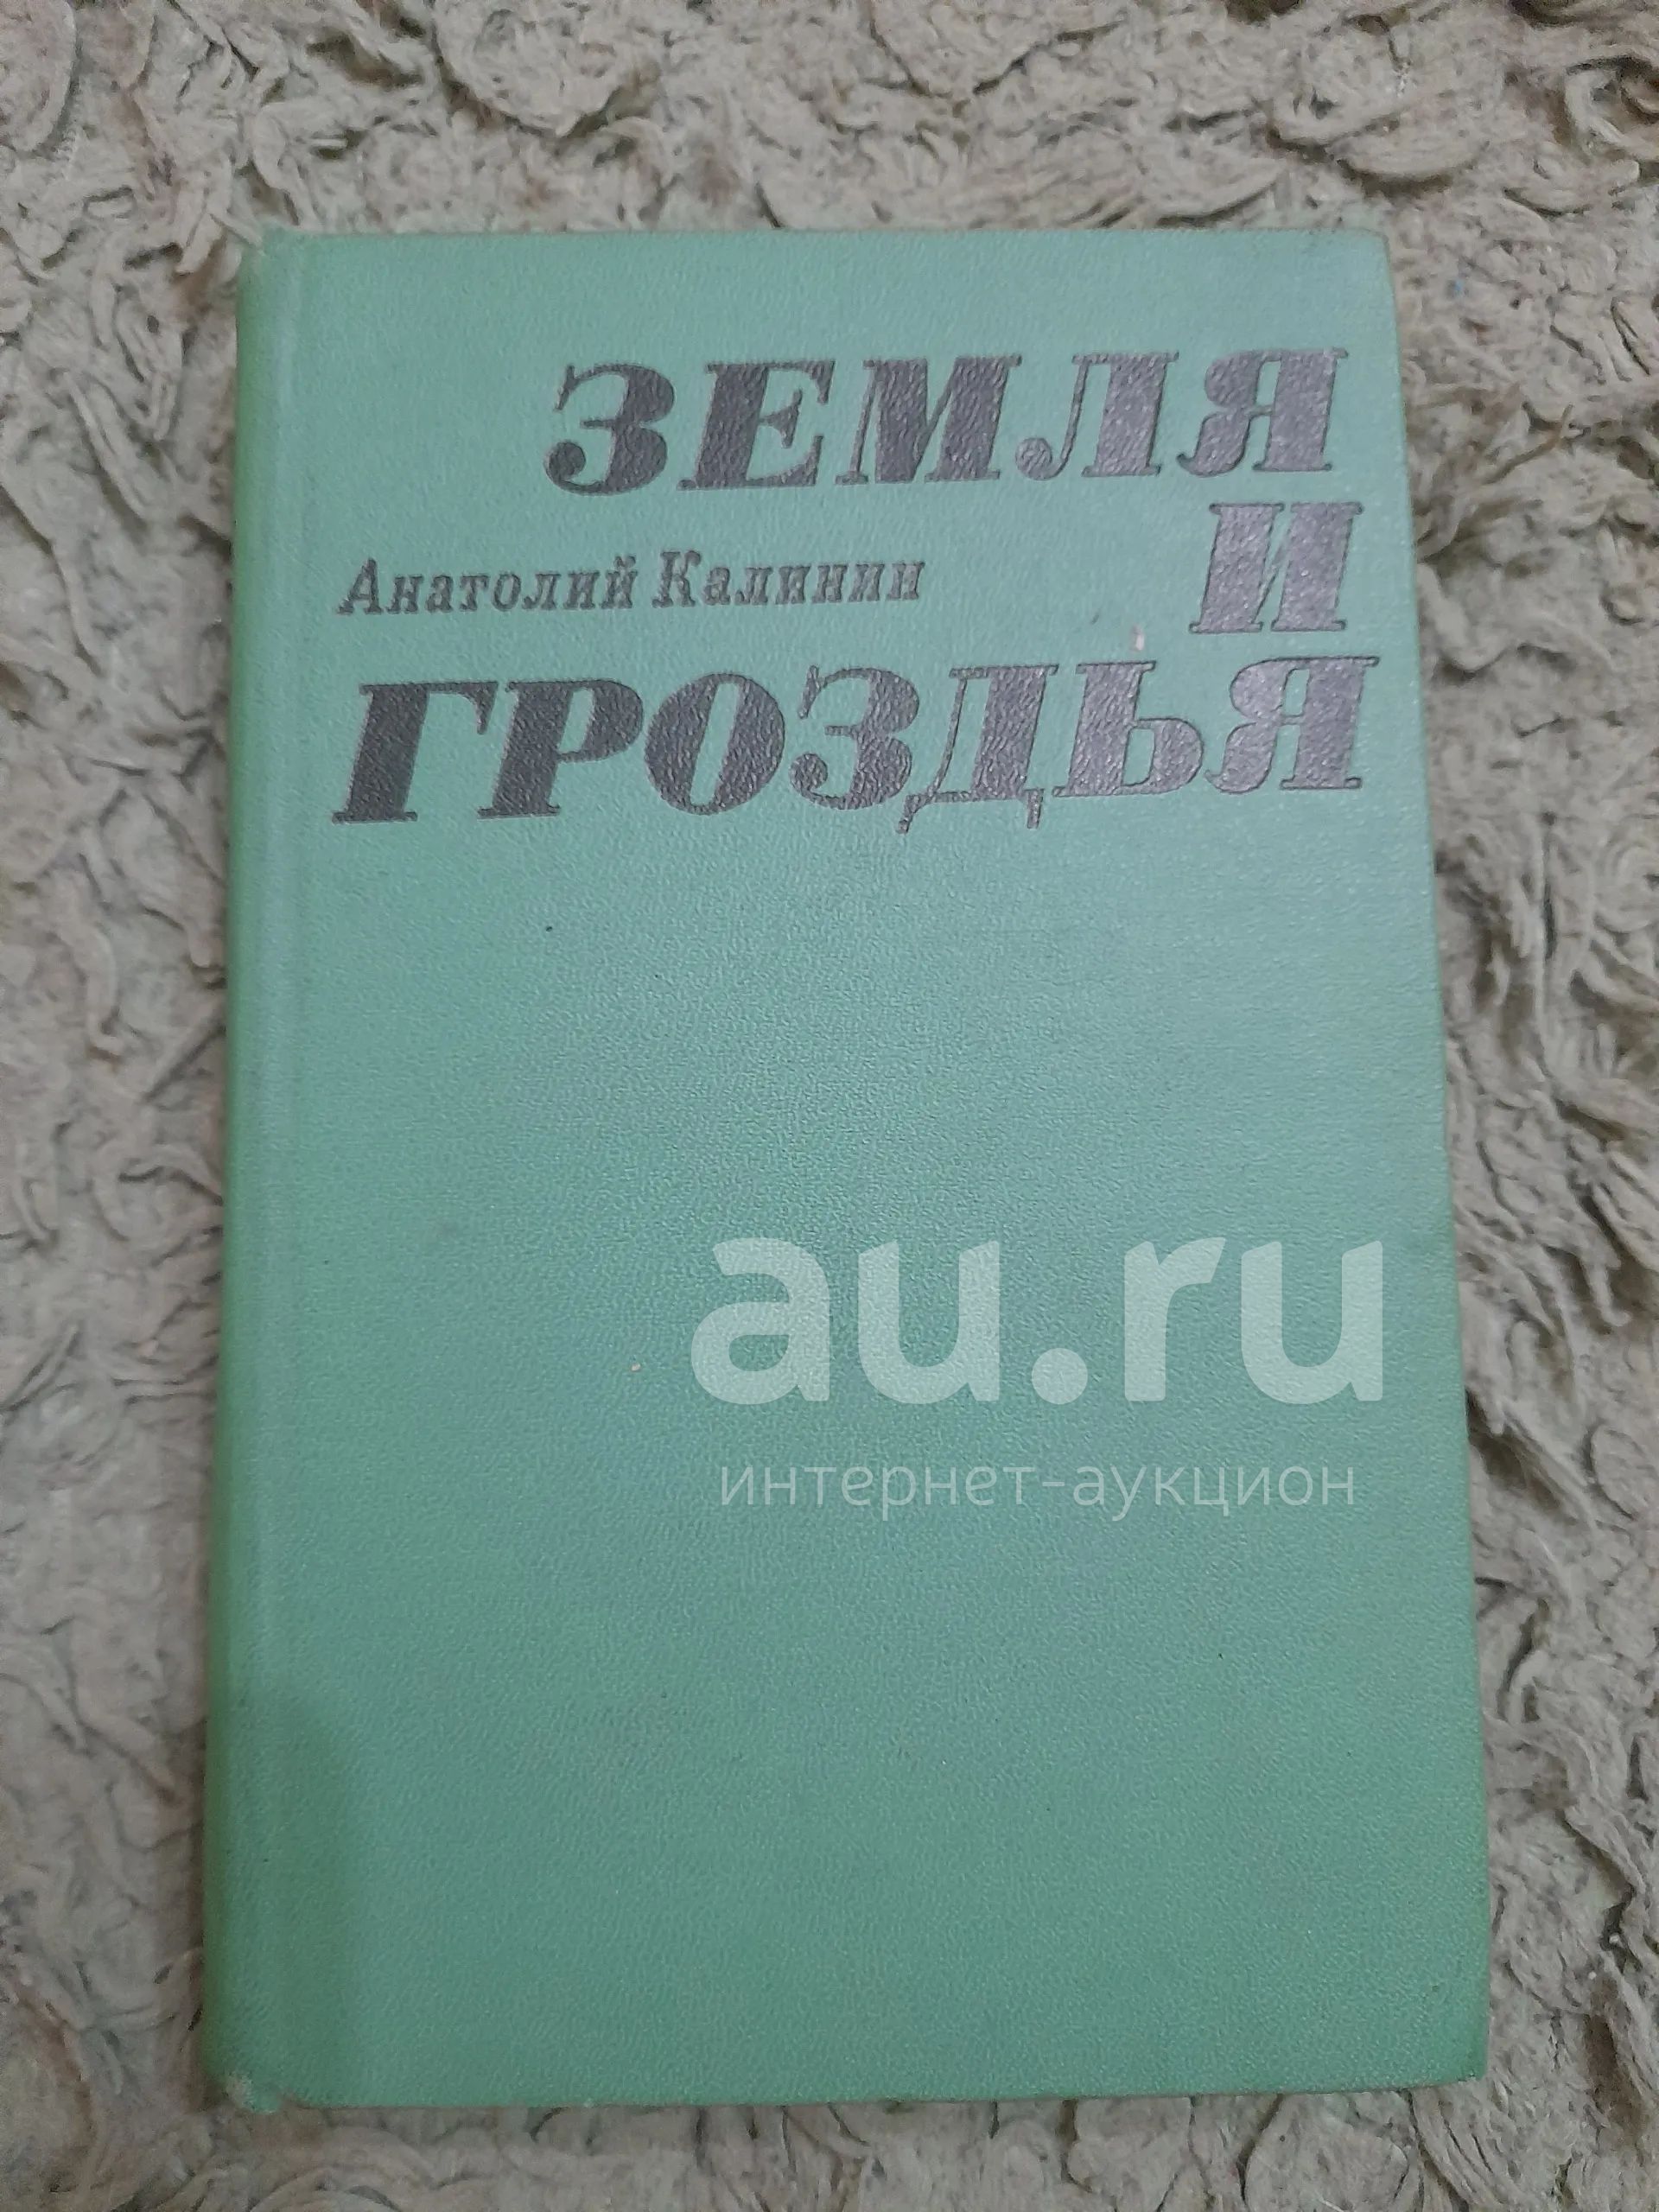 ЗЕМЛЯ
И
Анатолий Калинин
ГРОЗДЬЯ
au.ru
интернет-аукцион